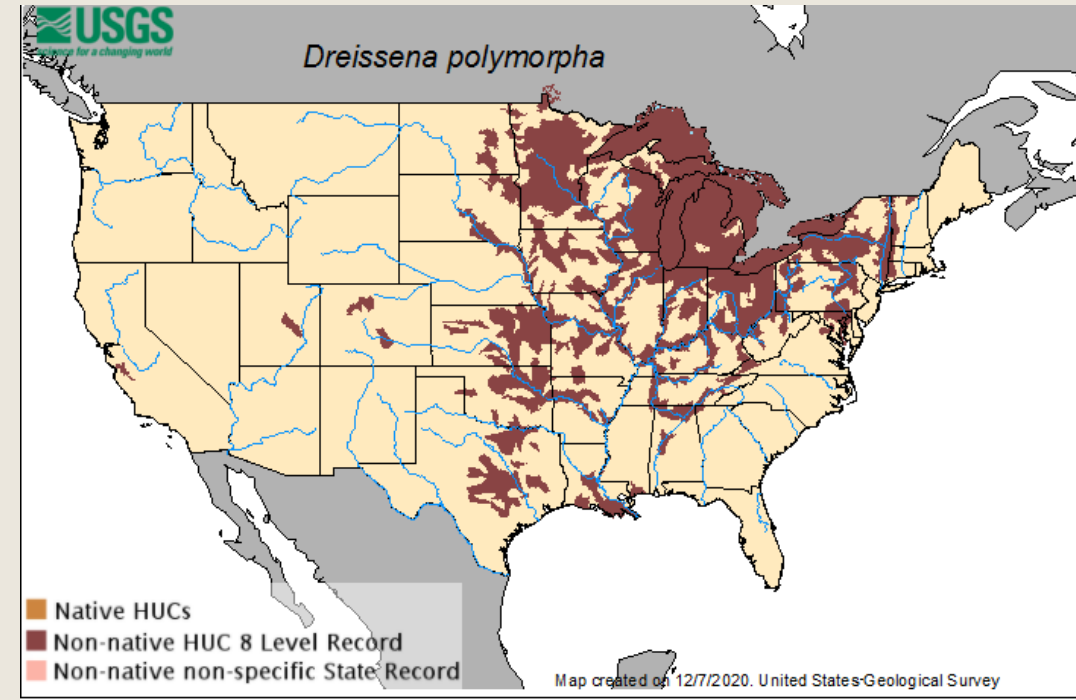 USGS
science for a changing world
Dreissena polymorpha
Native HUCs
Non-native HUC 8 Level Record
Non-native non-specific State Record
Map created on 12/7/2020. United States Geological Survey